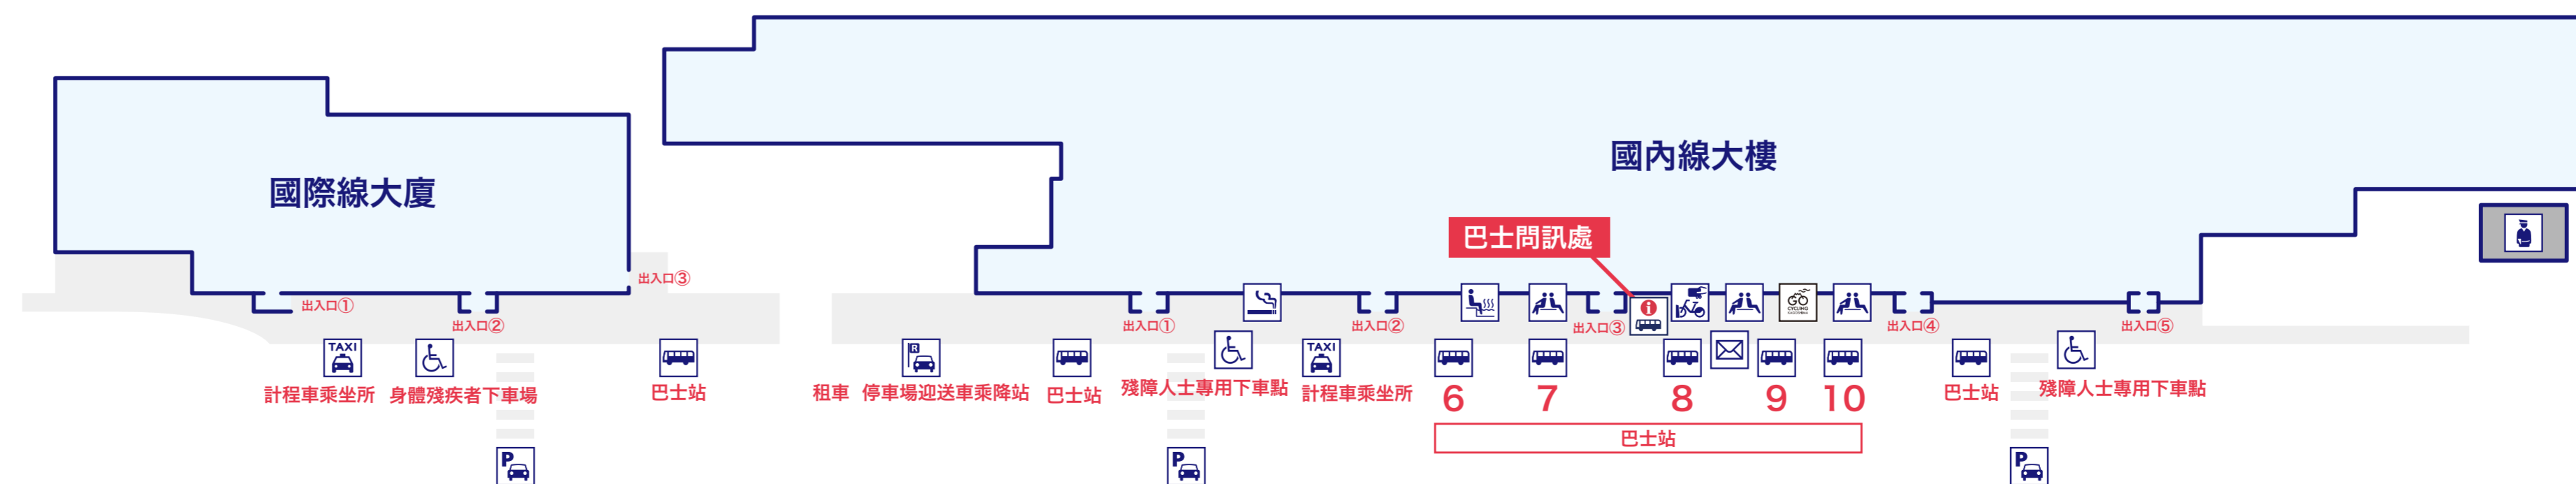 國際線大廈
國內線大樓
巴士問訊處
出入口③
出入口①
出入口②
出入口①
出入口②
出入口③
出入口④
出入口⑤
TAXI
計程車乘坐所
身體殘疾者下車場
巴士站
租車 停車場迎送車乘降站
R
巴士站
殘障人士專用下車點
TAXI
計程車乘坐所
6
7
8
9
10
巴士站
巴士站
殘障人士專用下車點
GO
CYCLING
P
P
P